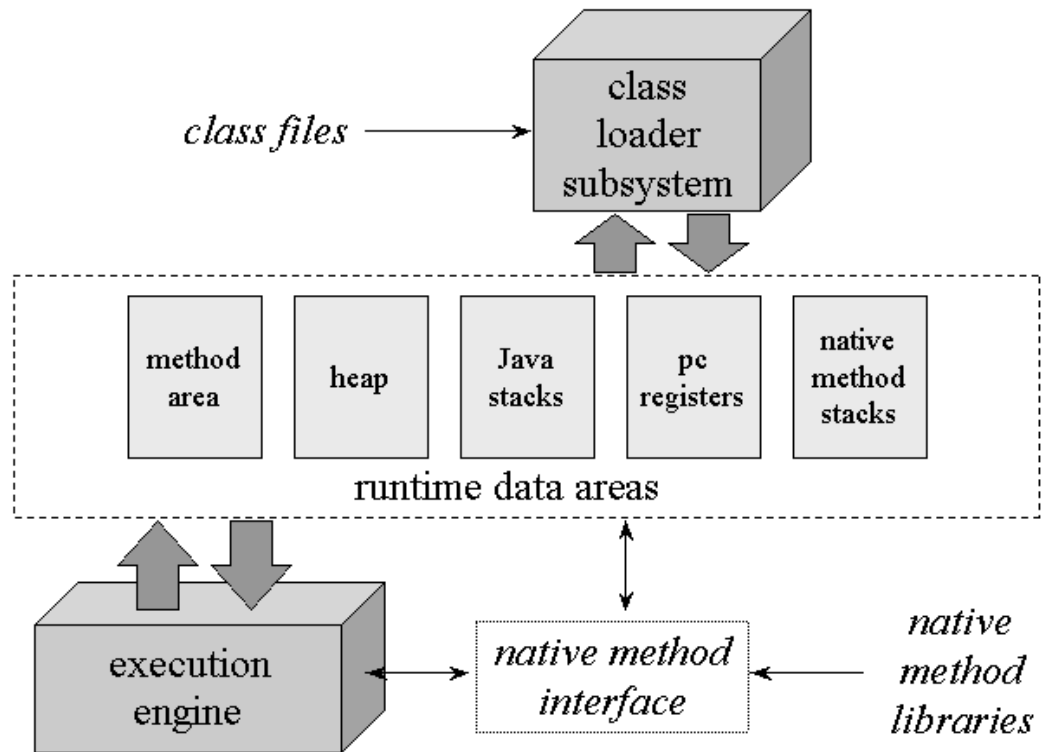 class
loader
subsystem
class files
method
area
heap
Java
stacks
pc
registers
native
method
stacks
runtime data areas
execution
engine
native method
interface
native
method
libraries